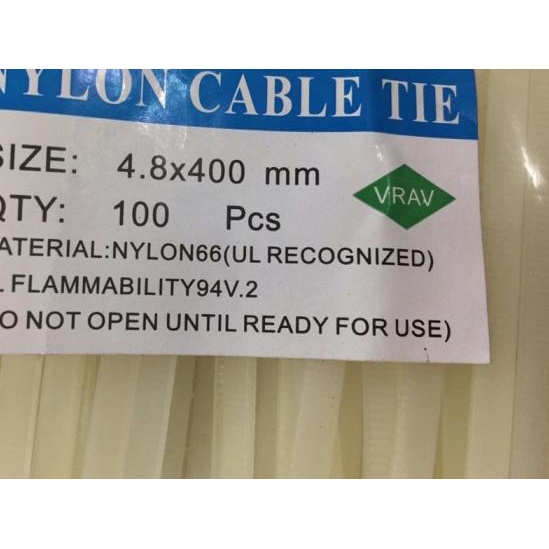 NYLON CABLE TIE
SIZE: 4.8x400 mm
QTY: 100 Pcs
VRAV
MATERIAL:NYLON66(UL RECOGNIZED)
L FLAMMABILITY94V.2
O NOT OPEN UNTIL READY FOR USE)